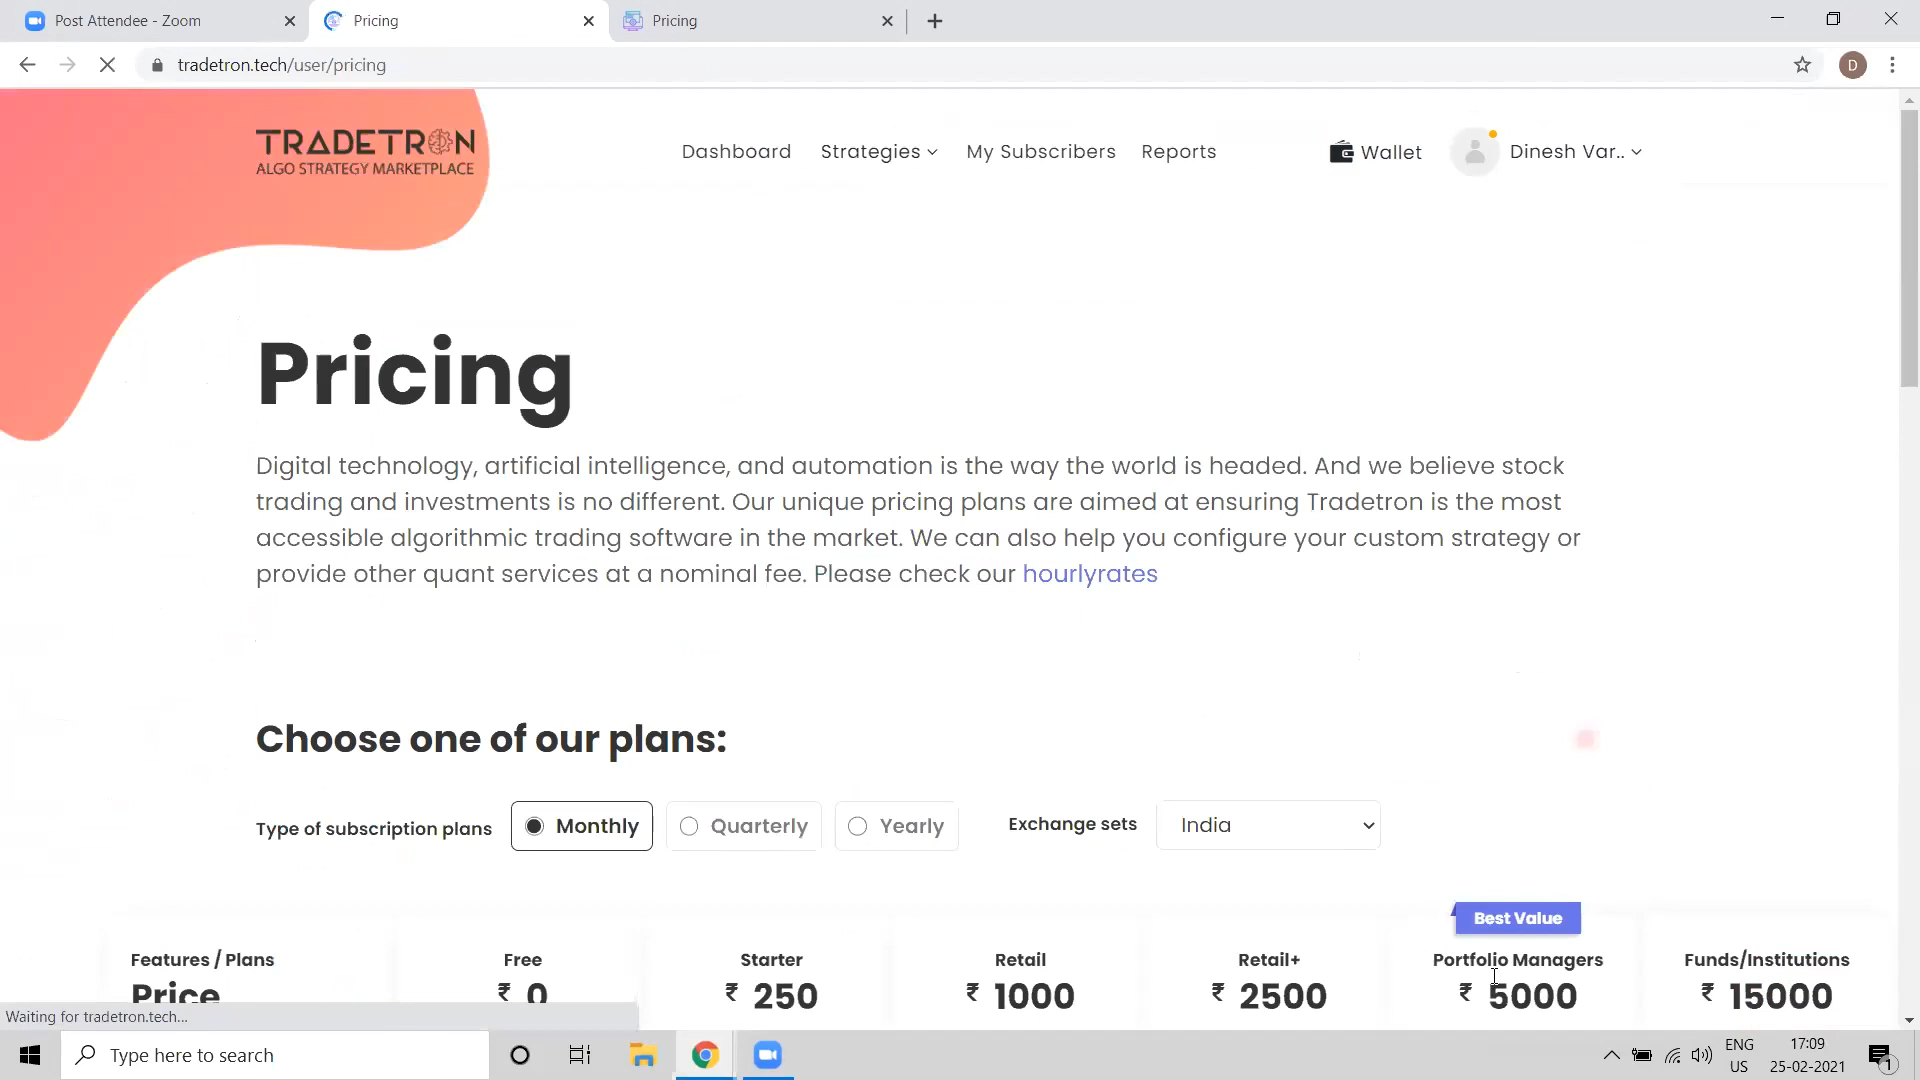 Post Attendee - Zoom
Pricing
Pricing
tradetron.tech/user/pricing
D
TRADETRON
ALGO STRATEGY MARKETPLACE
Dashboard
Strategies
My Subscribers
Reports
Wallet
Dinesh Var..
Pricing
Digital technology, artificial intelligence, and automation is the way the world is headed. And we believe stock
trading and investments is no different. Our unique pricing plans are aimed at ensuring Tradetron is the most
accessible algorithmic trading software in the market. We can also help you configure your custom strategy or
provide other quant services at a nominal fee. Please check our hourlyrates
Choose one of our plans:
Type of subscription plans
Monthly
Quarterly
Yearly
Exchange sets
India
Best Value
Features / Plans
Free
Starter
Retail
Retail+
Portfolio Managers
Funds/Institutions
Price
₹ 0
₹ 250
₹ 1000
₹ 2500
₹ 5000
₹ 15000
Waiting for tradetron.tech...
Type here to search
ENG
US
17:09
25-02-2021
1